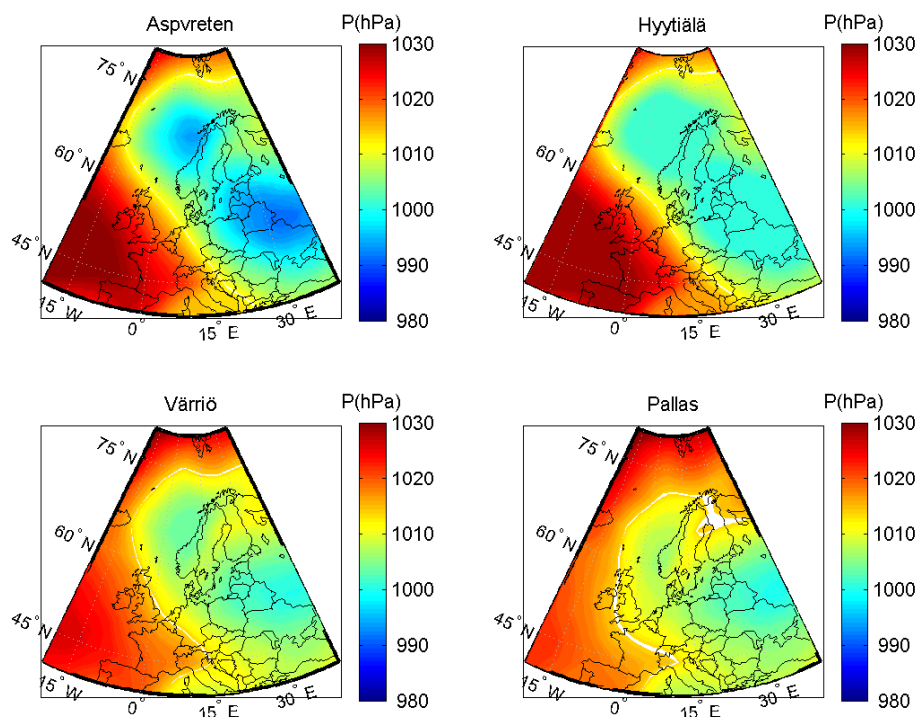 Aspvreten
P(hPa)
1030
1020
1010
1000
990
980
75°N
60°N
45°N
15°W
0°
15°E
30°E
Hyytiälä
P(hPa)
1030
1020
1010
1000
990
980
75°N
60°N
45°N
15°W
0°
15°E
30°E
Värriö
P(hPa)
1030
1020
1010
1000
990
980
75°N
60°N
45°N
15°W
0°
15°E
30°E
Pallas
P(hPa)
1030
1020
1010
1000
990
980
75°N
60°N
45°N
15°W
0°
15°E
30°E